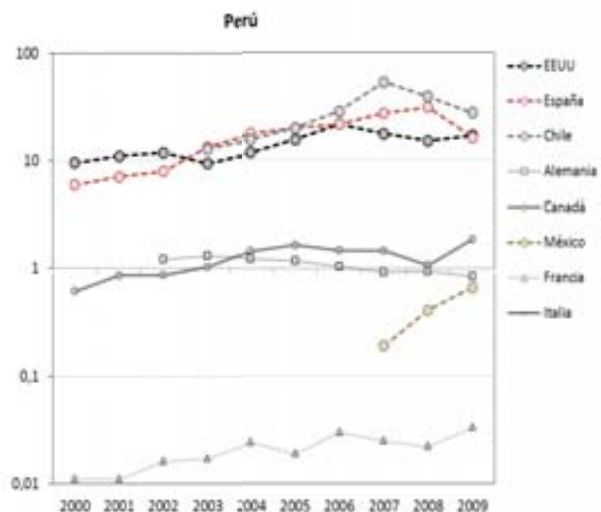 Perú
100
10
1
0,1
0,01
2000 2001 2002 2003 2004 2005 2006 2007 2008 2009
EEUU
España
Chile
Alemania
Canadá
México
Francia
Italia